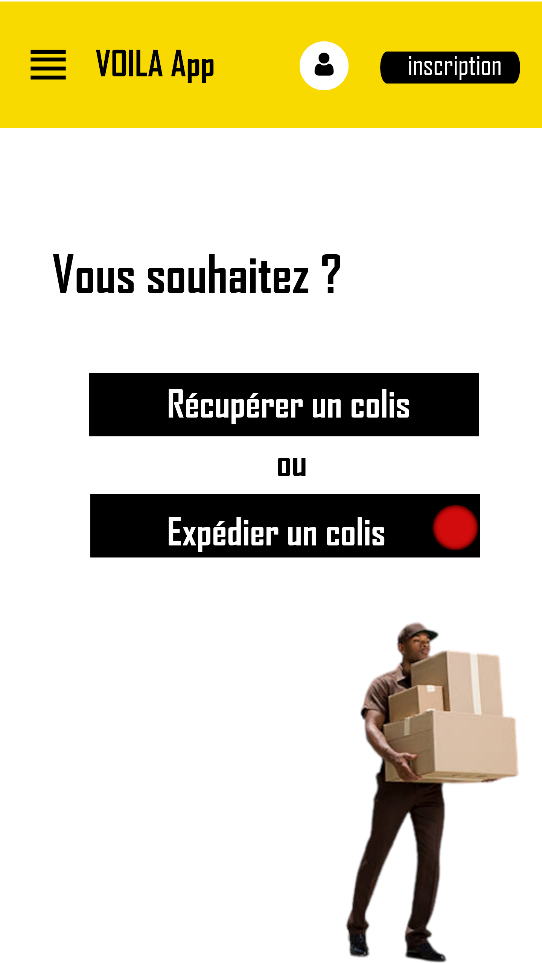 VOILA App
inscription
Vous souhaitez ?
Récupérer un colis
ou
Expédier un colis